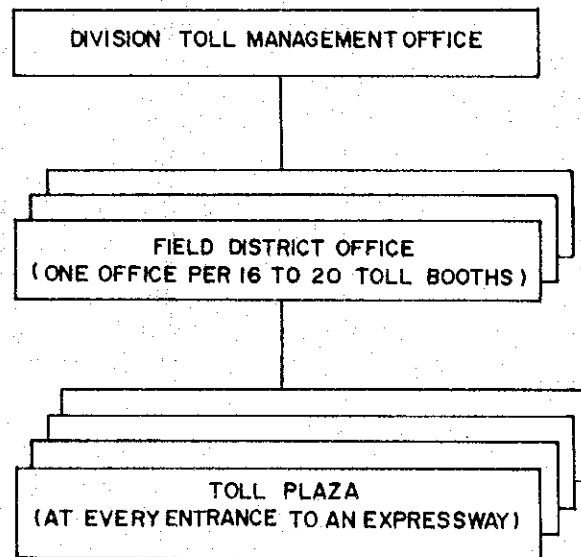 DIVISION TOLL MANAGEMENT OFFICE
FIELD DISTRICT OFFICE
(ONE OFFICE PER 16 TO 20 TOLL BOOTHS)
TOLL PLAZA
(AT EVERY ENTRANCE TO AN EXPRESSWAY)